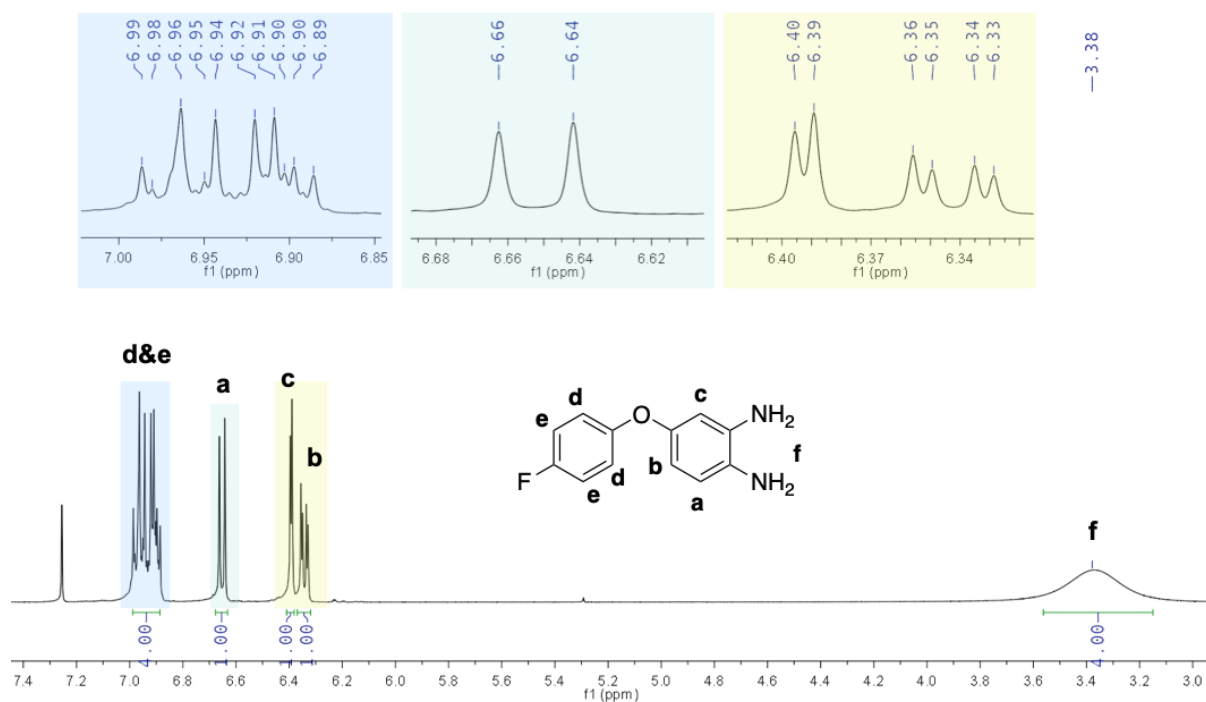 6.99 6.98 6.96 6.95 6.94 6.92 6.91 6.90 6.90 6.89
6.66 6.64
6.40 6.39 6.36 6.35 6.34 6.33
3.38
7.00 6.95 6.90 6.85
f1 (ppm)
6.68 6.66 6.64 6.62
f1 (ppm)
6.40 6.37 6.34
f1 (ppm)
d&e
a
c
b
d
O
c
NH₂
e
f
F
d
b
NH₂
e
a
f
4.00 1.00 1.00 1.00 4.00
7.4 7.2 7.0 6.8 6.6 6.4 6.2 6.0 5.8 5.6 5.4 5.2 5.0 4.8 4.6 4.4 4.2 4.0 3.8 3.6 3.4 3.2 3.0
f1 (ppm)